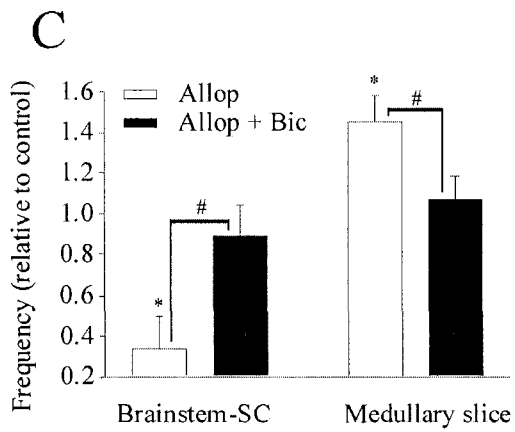 C
Frequency (relative to control)
1.6
1.4
1.2
1.0
0.8
0.6
0.4
0.2
Allop
Allop + Bic
*
#
*
#
Brainstem-SC
Medullary slice